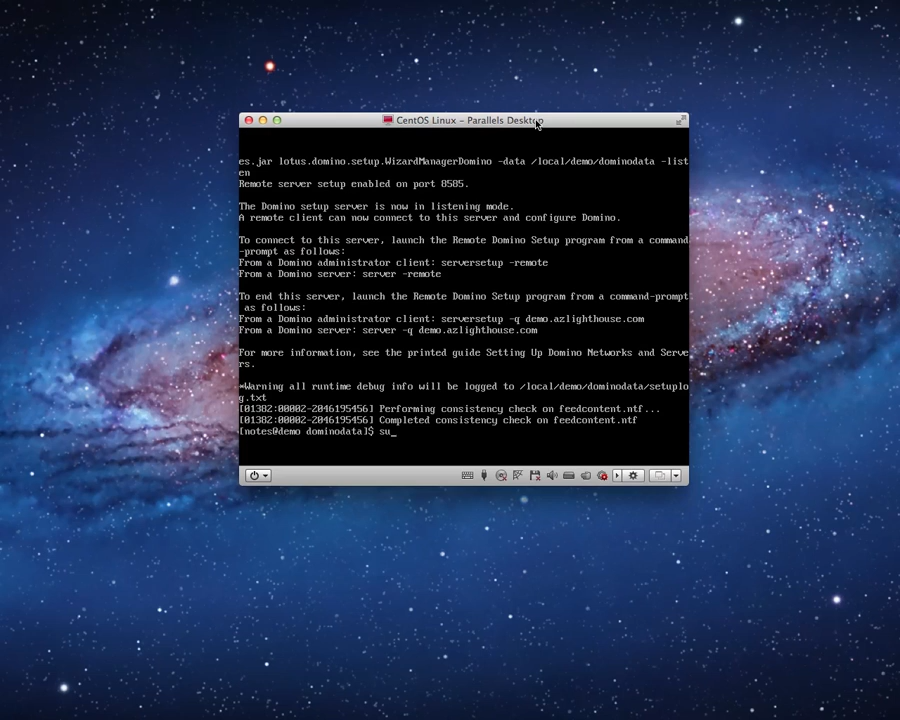 CentOS Linux - Parallels Desktop
es.jar lotus.domino.setup.WizardManagerDomino -data /local/demo/dominodata -list
en
Remote server setup enabled on port 8585.
The Domino setup server is now in listening mode.
A remote client can now connect to this server and configure Domino.
To connect to this server, launch the Remote Domino Setup program from a command
-prompt as follows:
From a Domino administrator client: serversetup -remote
From a Domino server: server -remote
To end this server, launch the Remote Domino Setup program from a command-prompt
 as follows:
From a Domino administrator client: serversetup -q demo.azlighthouse.com
From a Domino server: server -q demo.azlighthouse.com
For more information, see the printed guide Setting Up Domino Networks and Serve
rs.
*Warning all runtime debug info will be logged to /local/demo/dominodata/setuplo
g.txt
[01382:00002-2046195456] Performing consistency check on feedcontent.ntf...
[01382:00002-2046195456] Completed consistency check on feedcontent.ntf
[notes@demo dominodata]$ su_